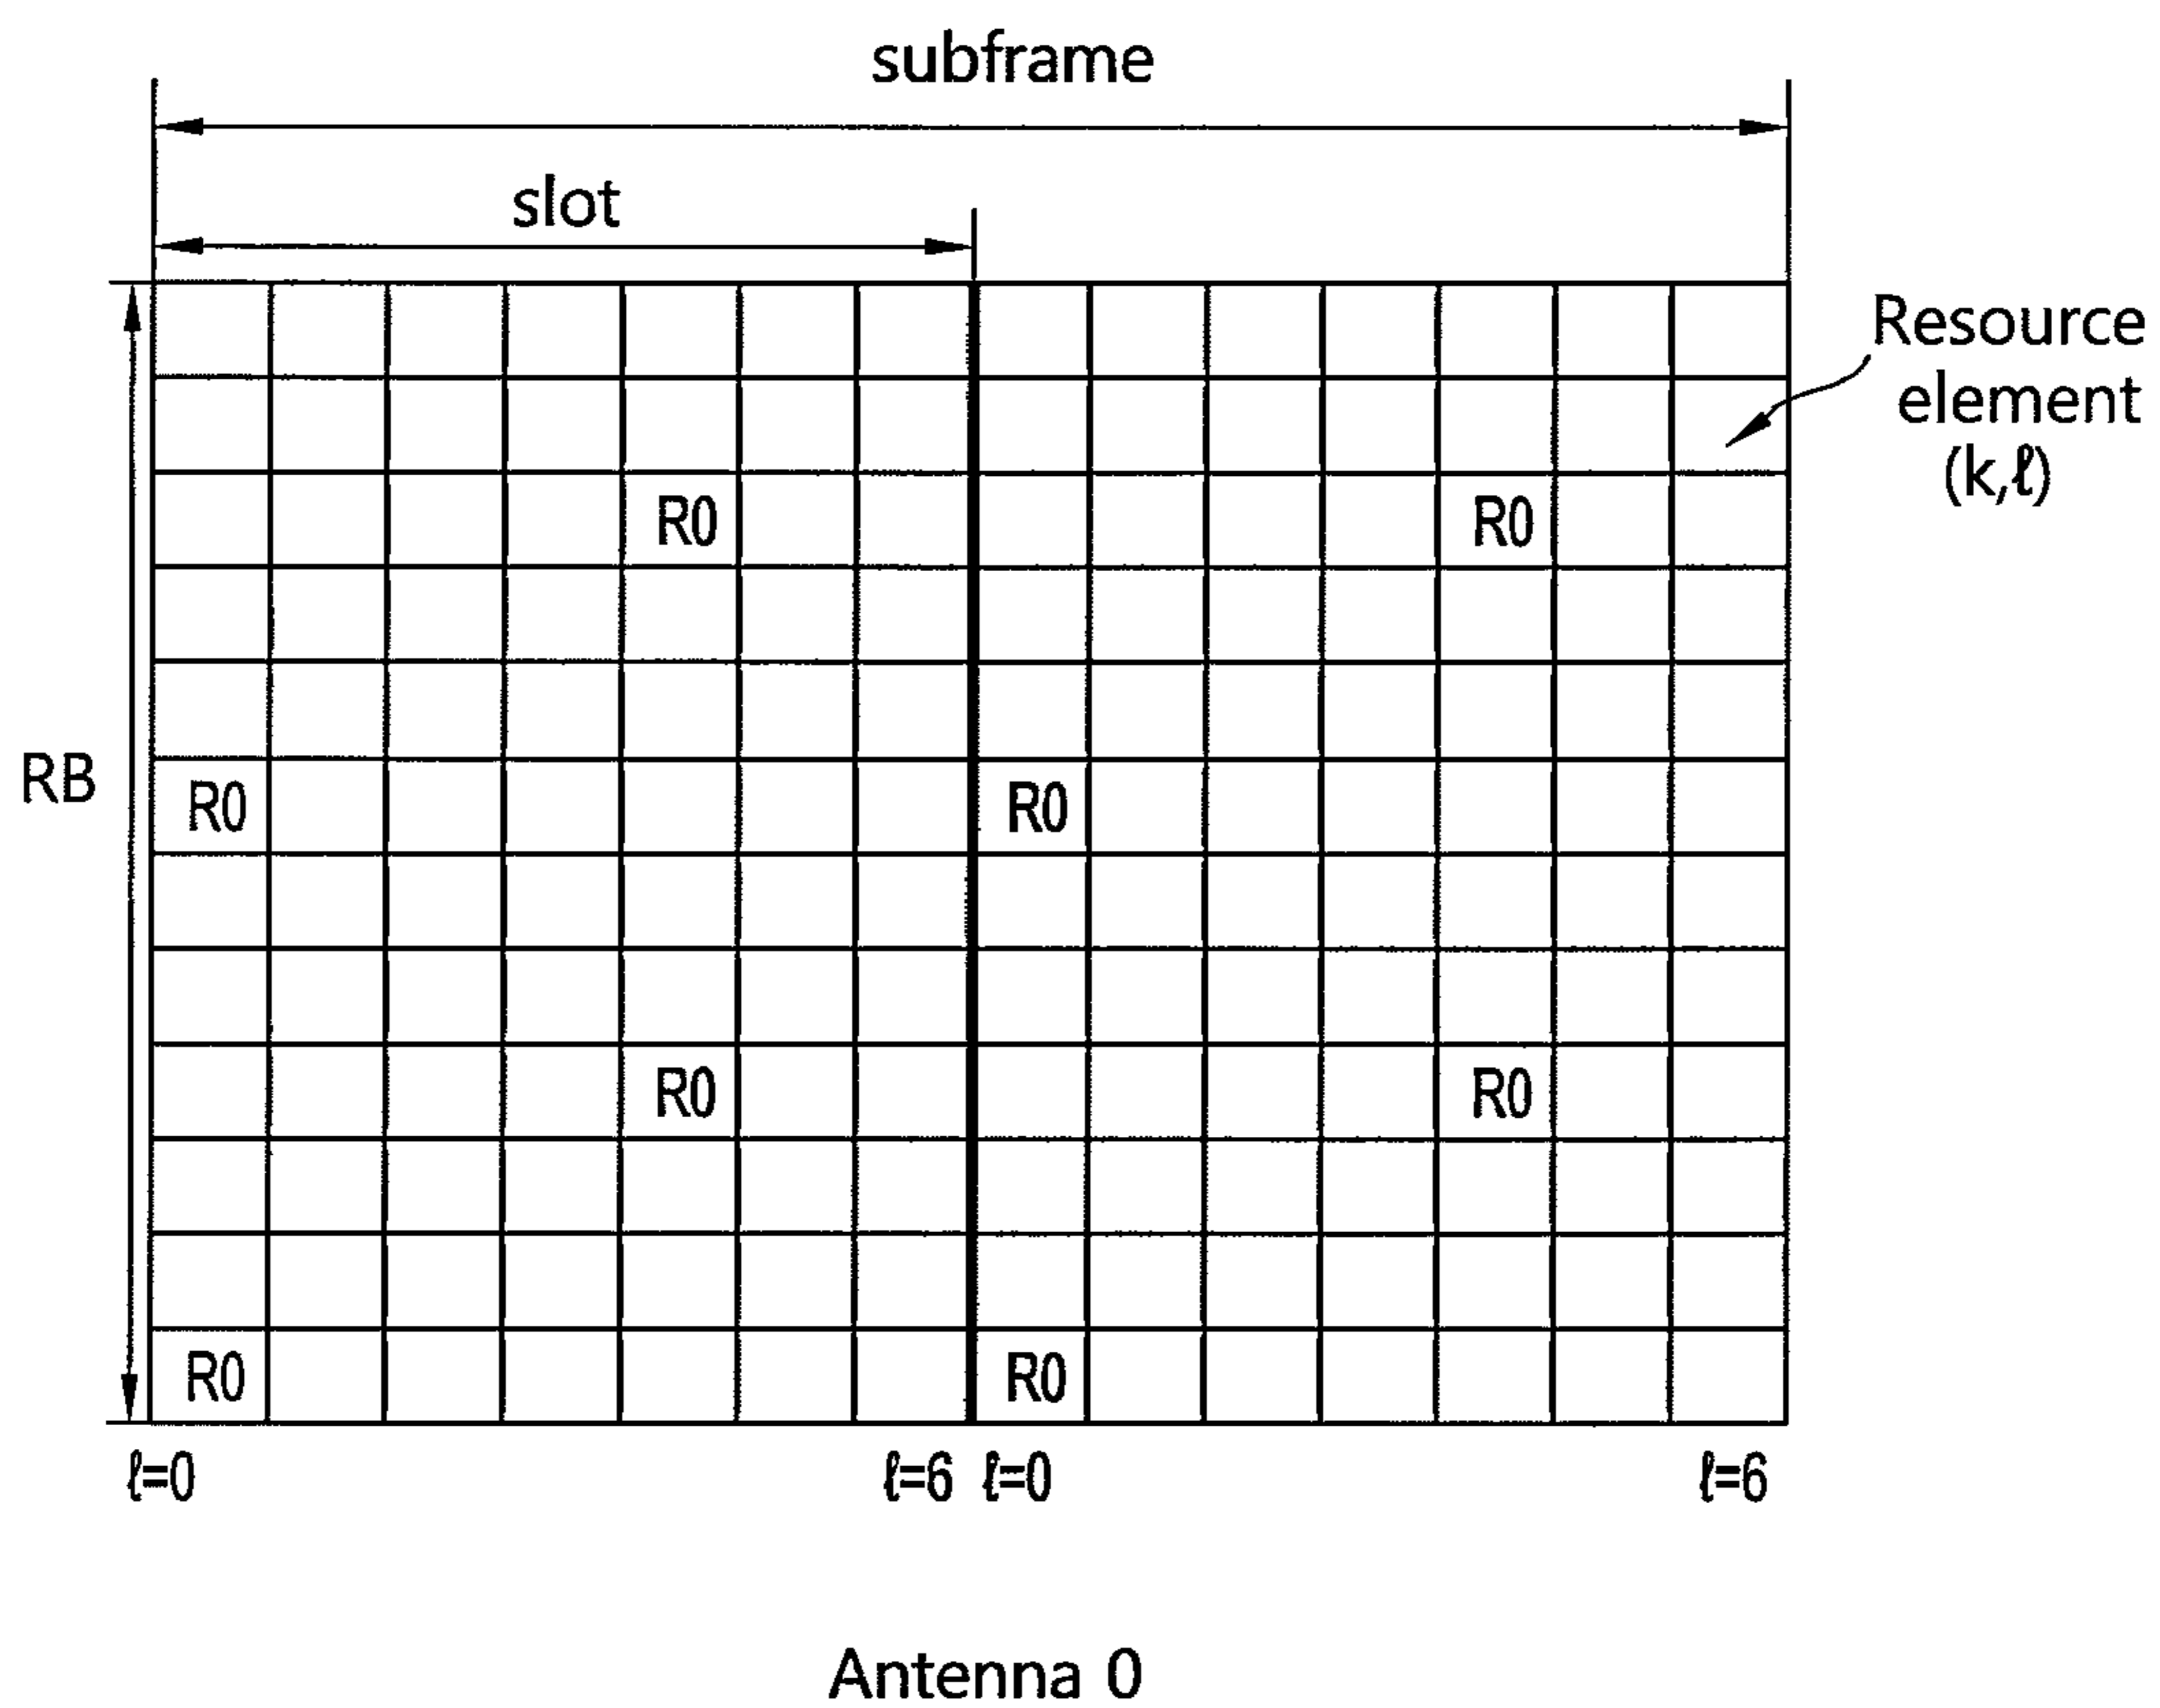 subframe
slot
Resource
element
(k,ℓ)
R0 R0
RB
R0 R0
R0 R0
R0 R0
ℓ=0 ℓ=6 ℓ=0 ℓ=6
Antenna 0